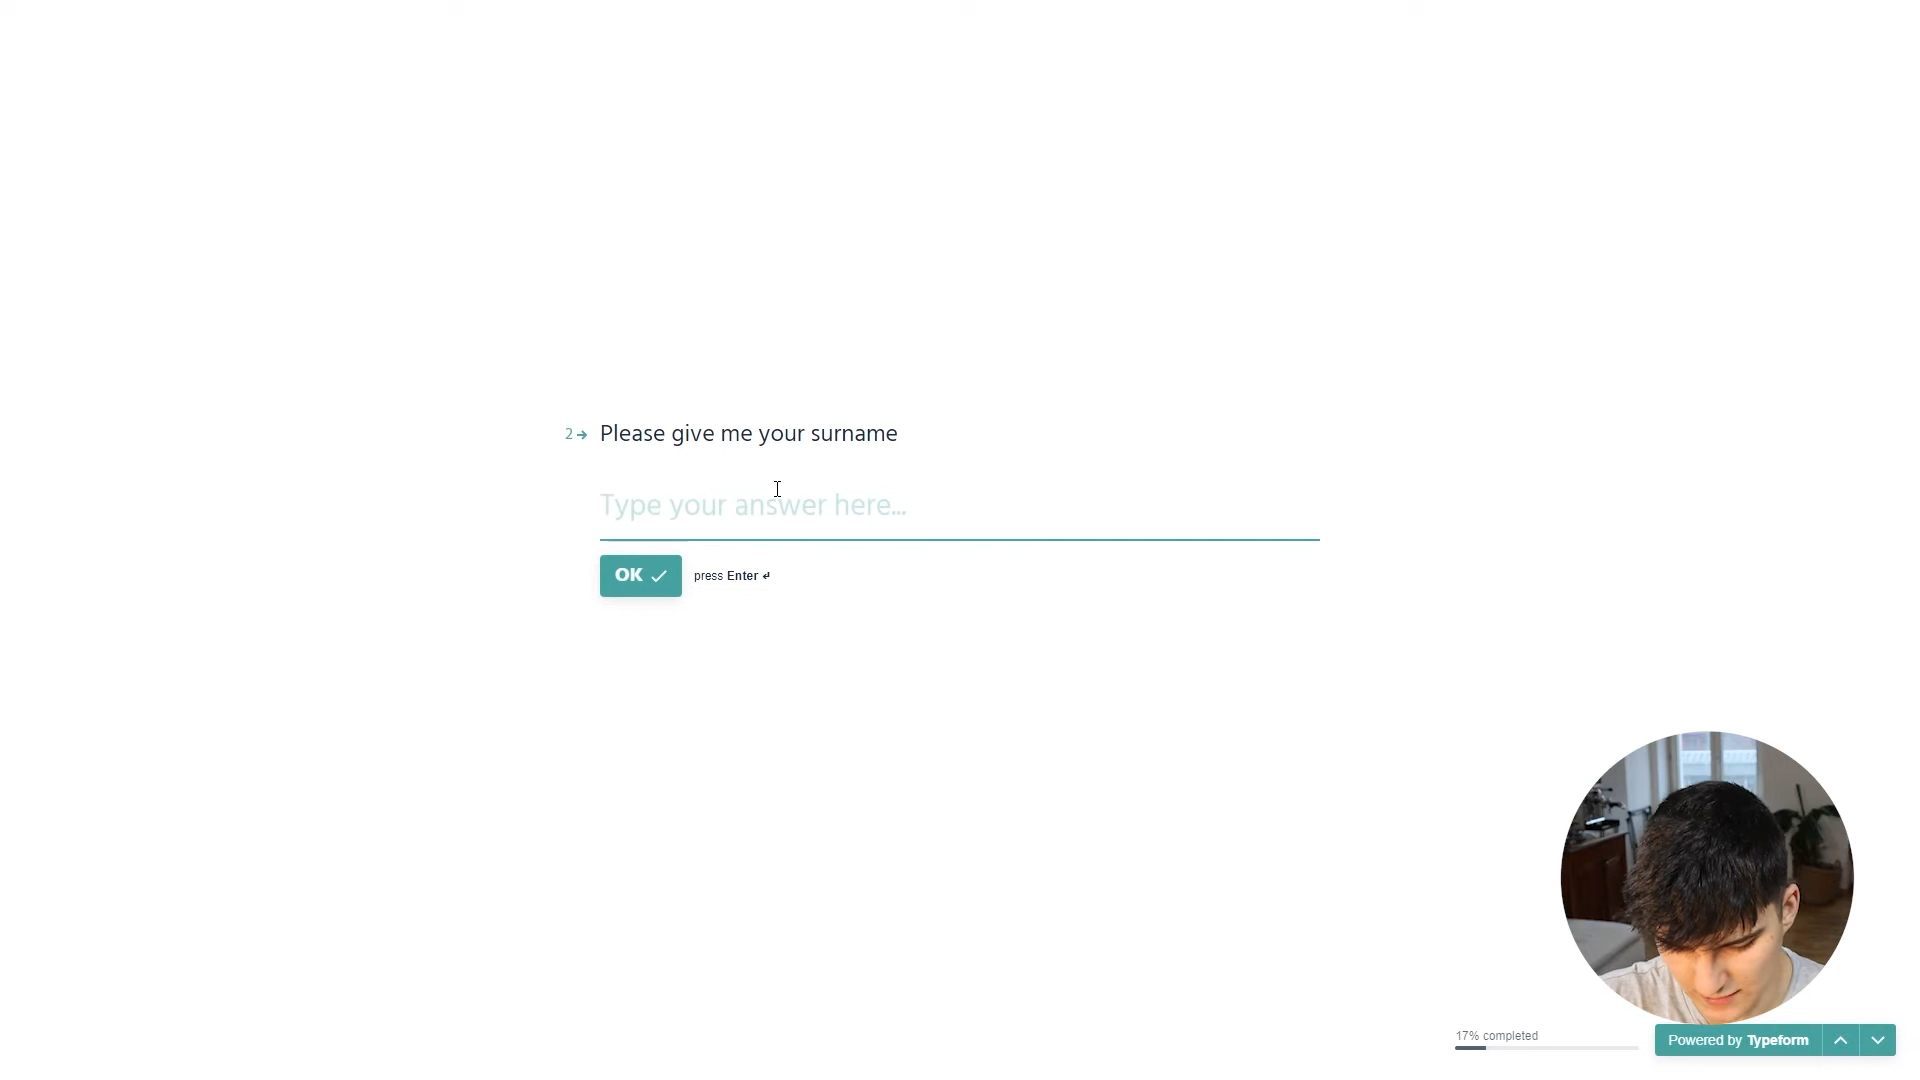 2→ Please give me your surname
Type your answer here...
OK ✓ press Enter ↵
17% completed
Powered by Typeform